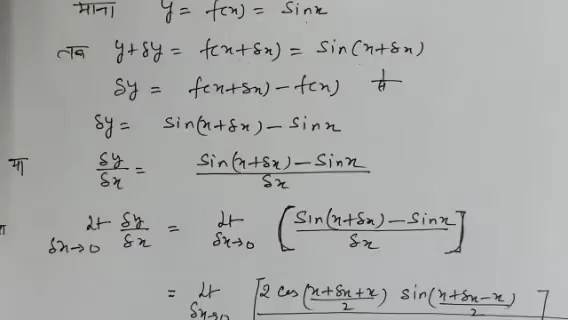 माना y = f(x) = Sinx
तब y+δy = f(x+δx) = Sin(x+δx)
δy = f(x+δx) - f(x)
δy = Sin(x+δx) - Sinx
या δy/δx = Sin(x+δx) - Sinx / δx
Lt δx→0 δy/δx = Lt δx→0 [Sin(x+δx) - Sinx / δx]
= Lt δx→0 [2 cos(x+δx+x / 2) sin(x+δx-x / 2)]